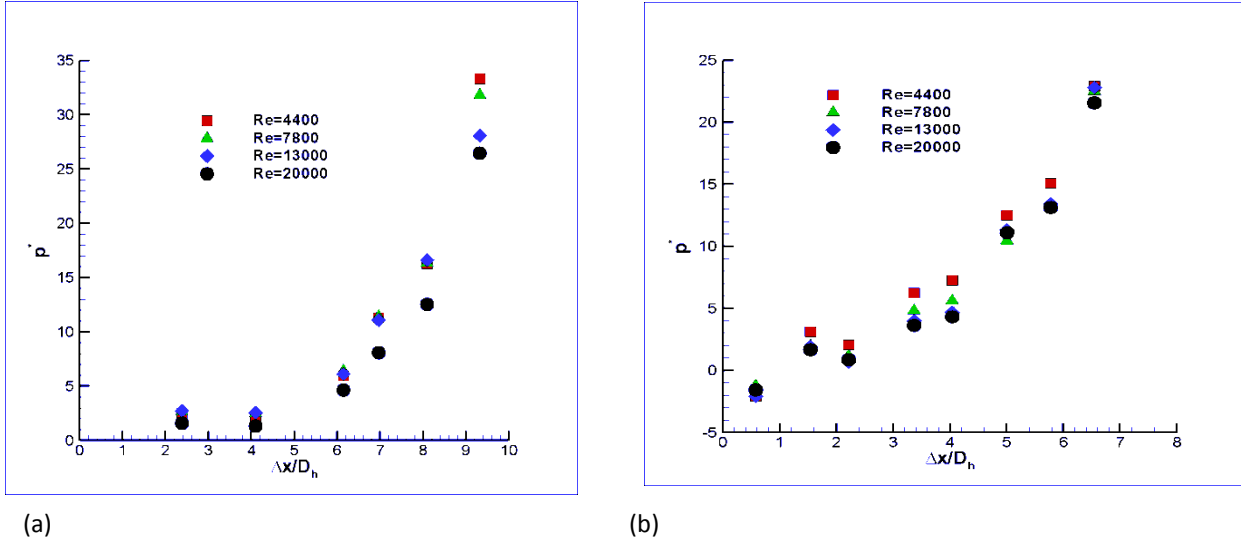 35
30
25
20
15
10
5
0
p*
Re=4400
Re=7800
Re=13000
Re=20000
0 1 2 3 4 5 6 7 8 9 10
Δx/Dh
(a)
25
20
15
10
5
0
-5
p*
Re=4400
Re=7800
Re=13000
Re=20000
0 1 2 3 4 5 6 7 8
Δx/Dh
(b)